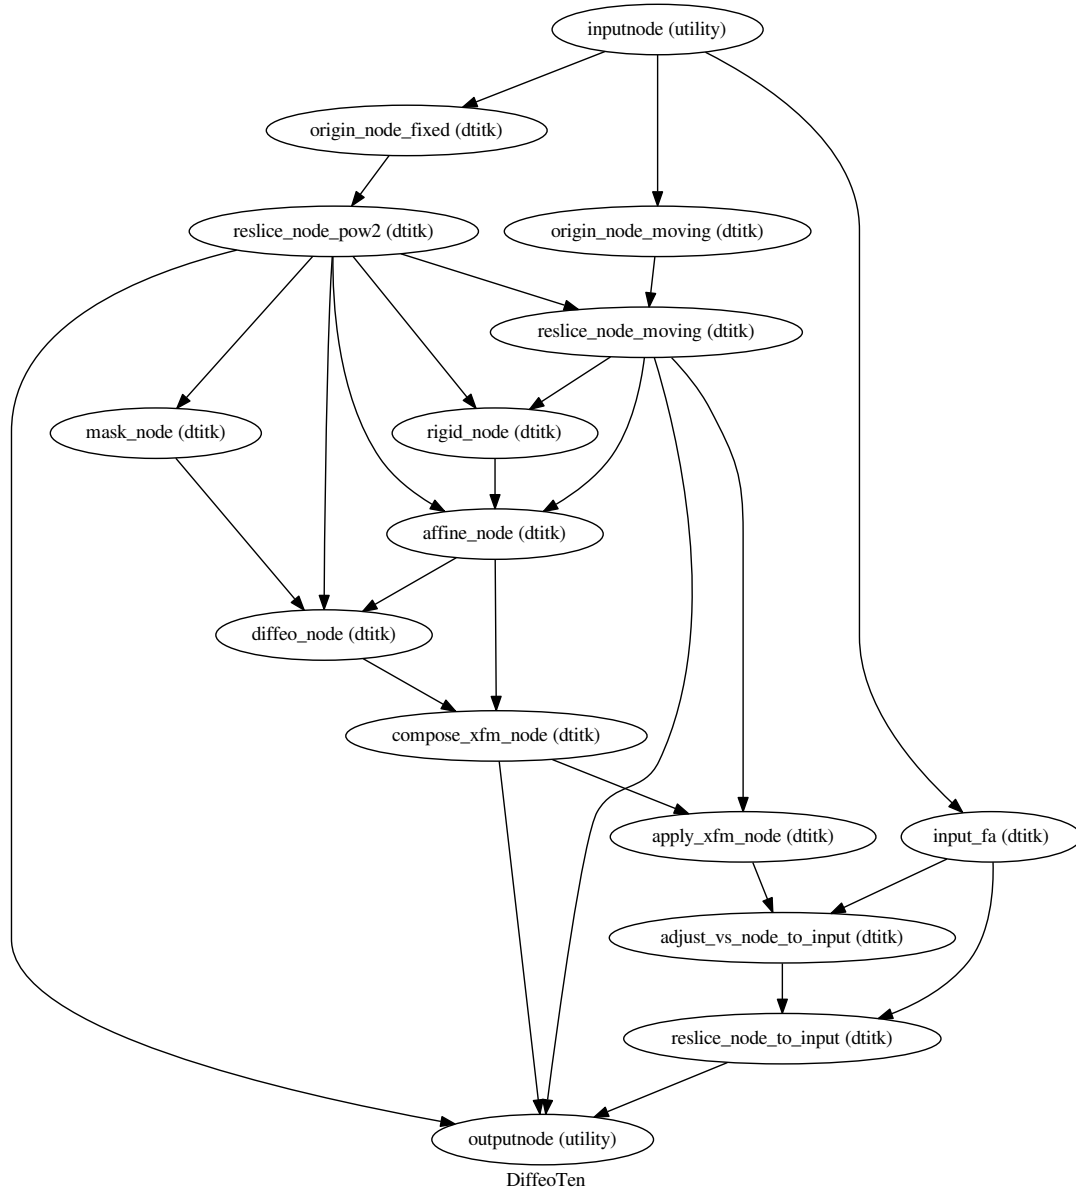 inputnode (utility)
origin_node_fixed (dtitk)
reslice_node_pow2 (dtitk)
origin_node_moving (dtitk)
reslice_node_moving (dtitk)
mask_node (dtitk)
rigid_node (dtitk)
affine_node (dtitk)
diffeo_node (dtitk)
compose_xfm_node (dtitk)
apply_xfm_node (dtitk)
input_fa (dtitk)
adjust_vs_node_to_input (dtitk)
reslice_node_to_input (dtitk)
outputnode (utility)
DiffeoTen